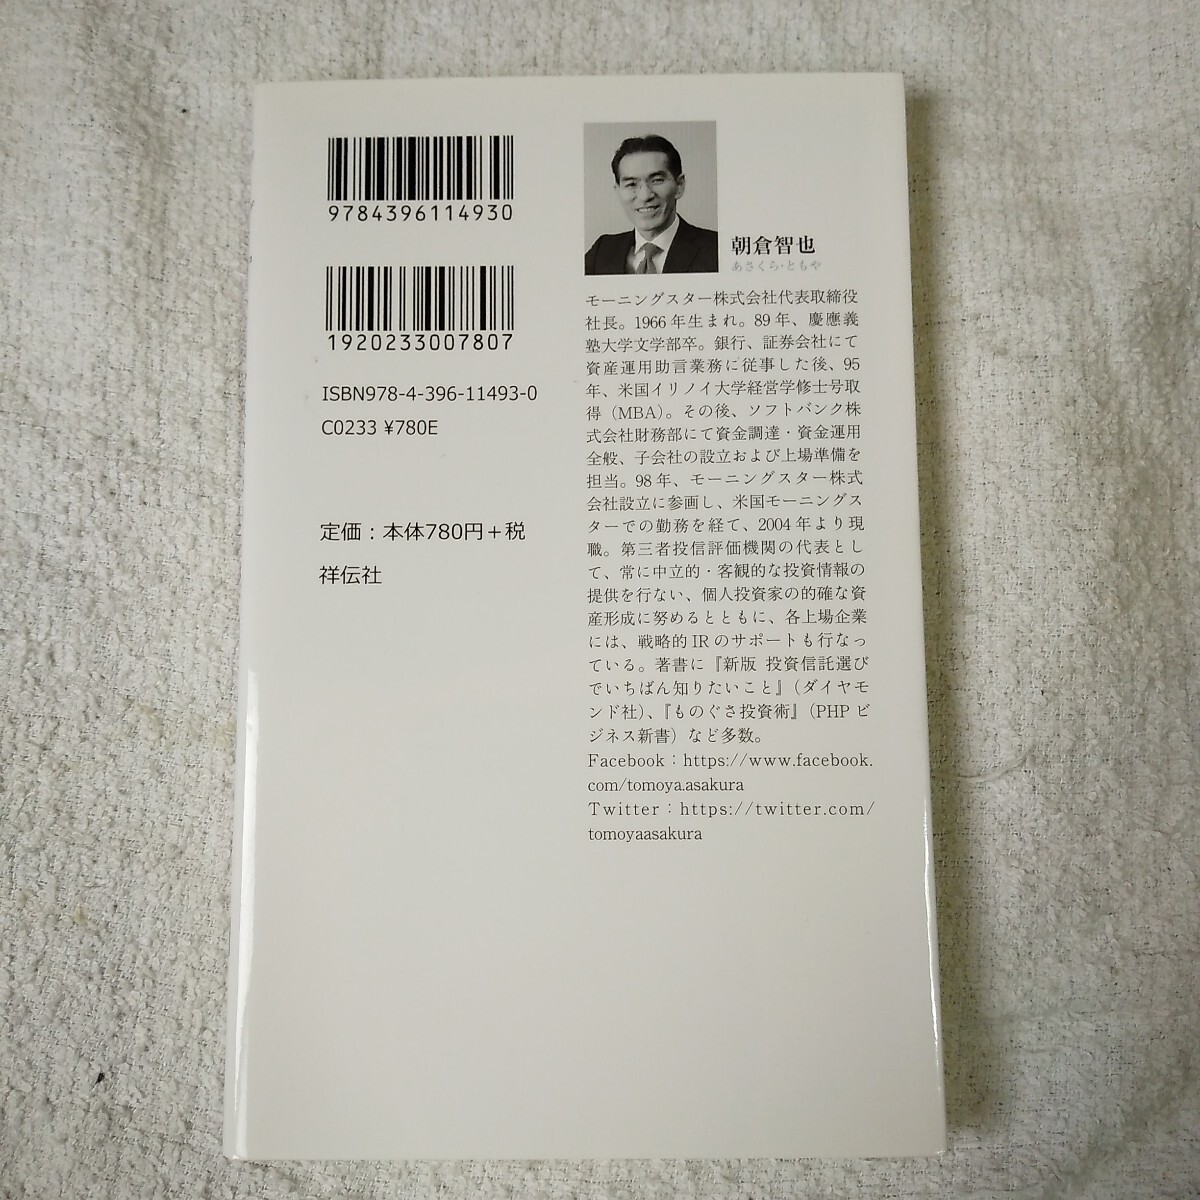 9784396114930
1920233007807
ISBN978-4-396-11493-0
C0233 ¥780E
定価：本体780円＋税
祥伝社
朝倉智也
あさくら・ともや
モーニングスター株式会社代表取締役
社長。1966年生まれ。89年、慶應義
塾大学文学部卒。銀行、証券会社にて
資産運用助言業務に従事した後、95
年、米国イリノイ大学経営学修士号取
得（MBA）。その後、ソフトバンク株
式会社財務部にて資金調達・資金運用
全般、子会社の設立および上場準備を
担当。98年、モーニングスター株式
会社設立に参画し、米国モーニングス
ターでの勤務を経て、2004年より現
職。第三者投信評価機関の代表とし
て、常に中立的・客観的な投資情報の
提供を行ない、個人投資家の的確な資
産形成に努めるとともに、各上場企業
には、戦略的IRのサポートも行なっ
ている。著書に『新版 投資信託選び
でいちばん知りたいこと』（ダイヤモ
ンド社）、『ものぐさ投資術』（PHPビ
ジネス新書）など多数。
Facebook：https://www.facebook.
com/tomoya.asakura
Twitter：https://twitter.com/
tomoyaasakura